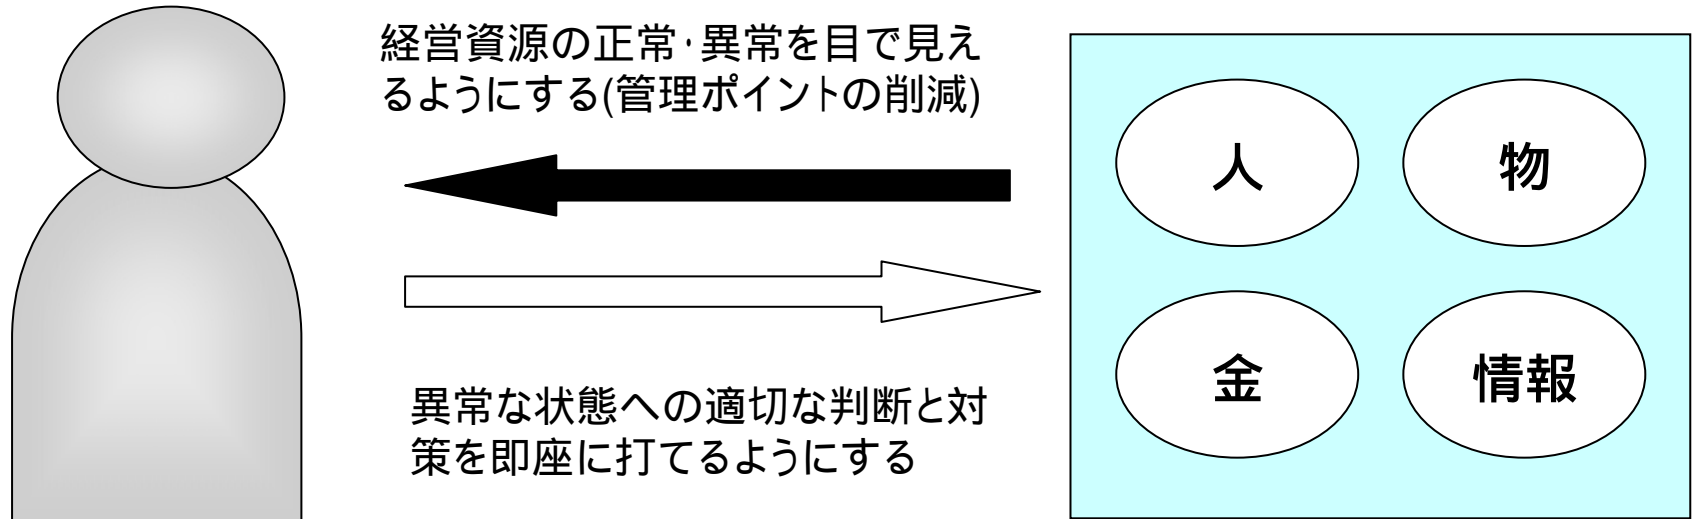 経営資源の正常・異常を目で見え
るようにする(管理ポイントの削減)
人
物
金
情報
異常な状態への適切な判断と対
策を即座に打てるようにする